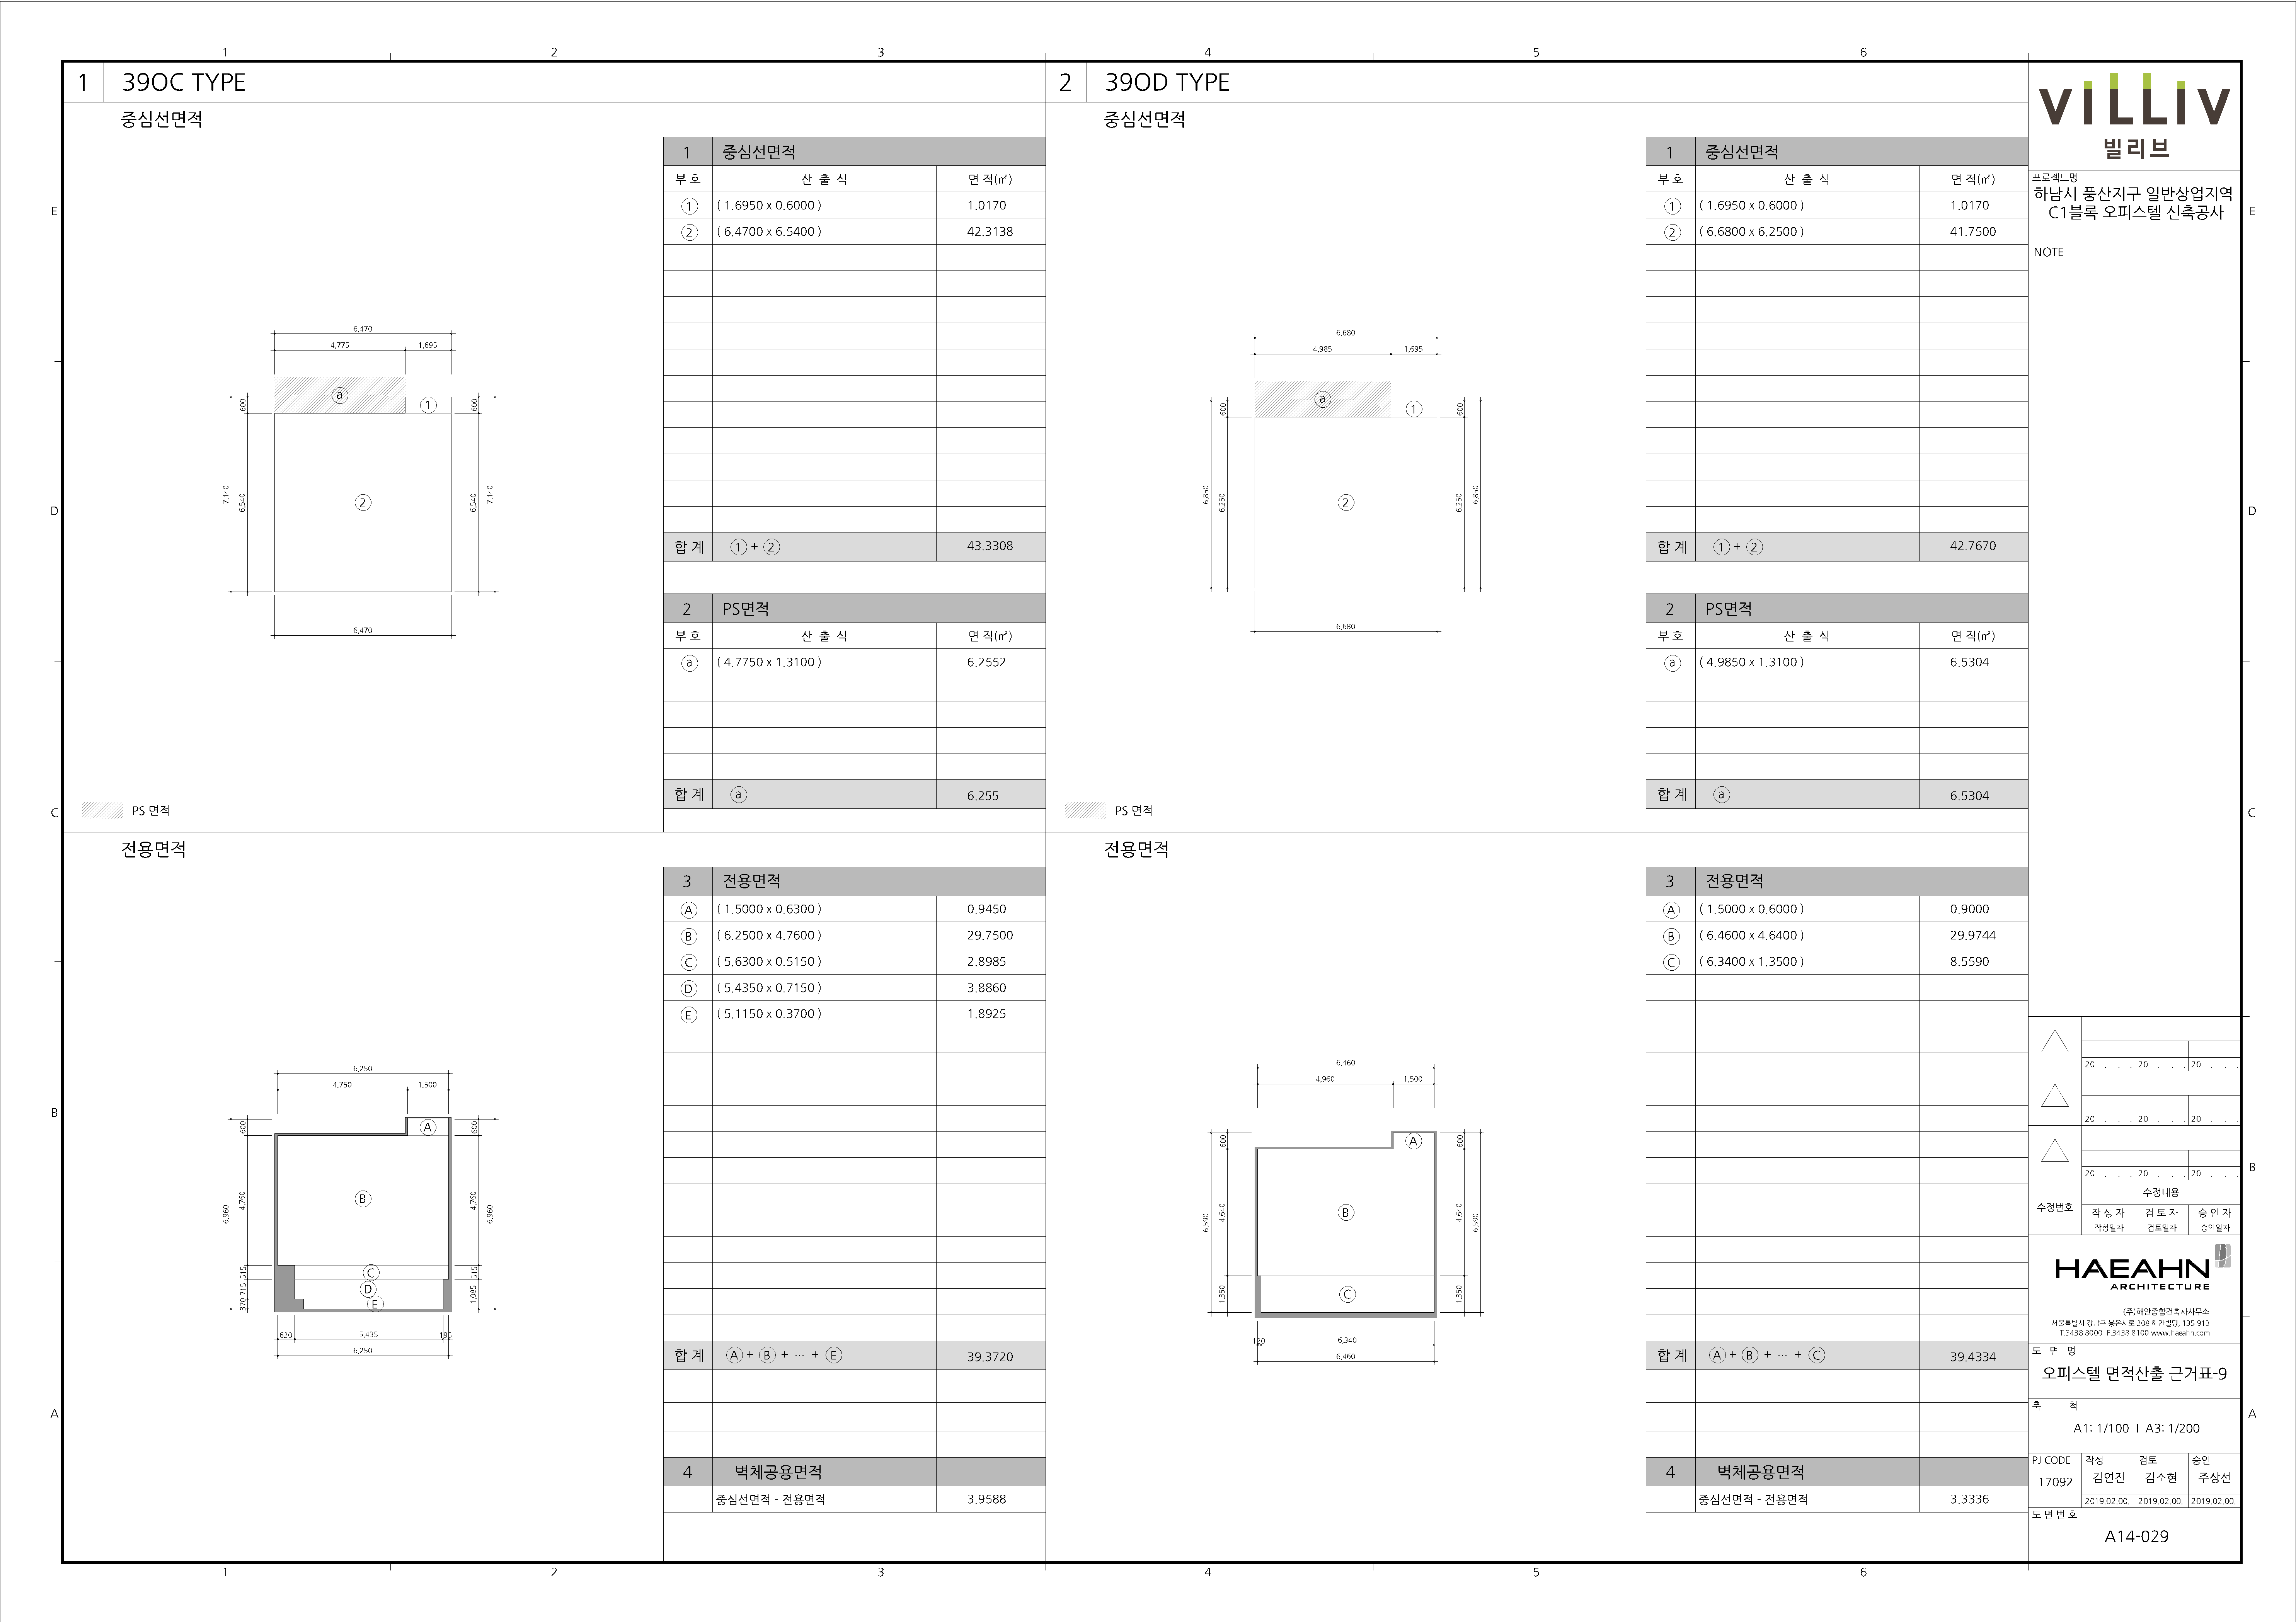 1 2 3 4 5 6
1 39OC TYPE
중심선면적
1 중심선면적
부 호 산 출 식 면 적(㎡)
① ( 1.6950 x 0.6000 ) 1.0170
② ( 6.4700 x 6.5400 ) 42.3138
합 계 ① + ② 43.3308
2 PS면적
부 호 산 출 식 면 적(㎡)
ⓐ ( 4.7750 x 1.3100 ) 6.2552
합 계 ⓐ 6.255
6,470
4,775 1,695
ⓐ
①
600 600
7,140 6,540 6,540 7,140
②
6,470
PS 면적
전용면적
3 전용면적
Ⓐ ( 1.5000 x 0.6300 ) 0.9450
Ⓑ ( 6.2500 x 4.7600 ) 29.7500
Ⓒ ( 5.6300 x 0.5150 ) 2.8985
Ⓓ ( 5.4350 x 0.7150 ) 3.8860
Ⓔ ( 5.1150 x 0.3700 ) 1.8925
합 계 Ⓐ + Ⓑ + ··· + Ⓔ 39.3720
4 벽체공용면적
중심선면적 - 전용면적 3.9588
6,250
4,750 1,500
Ⓐ
600 600
6,960 4,760 4,760 6,960
Ⓑ
515 515
Ⓒ
715 1,085
Ⓓ
370
Ⓔ
620 5,435 195
6,250
2 39OD TYPE
중심선면적
1 중심선면적
부 호 산 출 식 면 적(㎡)
① ( 1.6950 x 0.6000 ) 1.0170
② ( 6.6800 x 6.2500 ) 41.7500
합 계 ① + ② 42.7670
2 PS면적
부 호 산 출 식 면 적(㎡)
ⓐ ( 4.9850 x 1.3100 ) 6.5304
합 계 ⓐ 6.5304
6,680
4,985 1,695
ⓐ
①
600 600
6,850 6,250 6,250 6,850
②
6,680
PS 면적
전용면적
3 전용면적
Ⓐ ( 1.5000 x 0.6000 ) 0.9000
Ⓑ ( 6.4600 x 4.6400 ) 29.9744
Ⓒ ( 6.3400 x 1.3500 ) 8.5590
합 계 Ⓐ + Ⓑ + ··· + Ⓒ 39.4334
4 벽체공용면적
중심선면적 - 전용면적 3.3336
6,460
4,960 1,500
Ⓐ
600 600
6,590 4,640 4,640 6,590
Ⓑ
1,350 1,350
Ⓒ
120 6,340
6,460
VILLIV
빌리브
프로젝트명
하남시 풍산지구 일반상업지역
C1블록 오피스텔 신축공사
NOTE
20 . . . 20 . . . 20 . . .
20 . . . 20 . . . 20 . . .
20 . . . 20 . . . 20 . . .
수정번호 수정내용
작 성 자 검 토 자 승 인 자
작성일자 검토일자 승인일자
HAEAHN
ARCHITECTURE
(주)해안종합건축사사무소
서울특별시 강남구 봉은사로 208 해안빌딩, 135-913
T.3438 8000 F.3438 8100 www.haeahn.com
도 면 명
오피스텔 면적산출 근거표-9
축 척
A1: 1/100 | A3: 1/200
PJ CODE 작성 검토 승인
17092 김연진 김소현 주상선
2019.02.00. 2019.02.00. 2019.02.00.
도 면 번 호
A14-029
E E
D D
C C
B B
A A
1 2 3 4 5 6